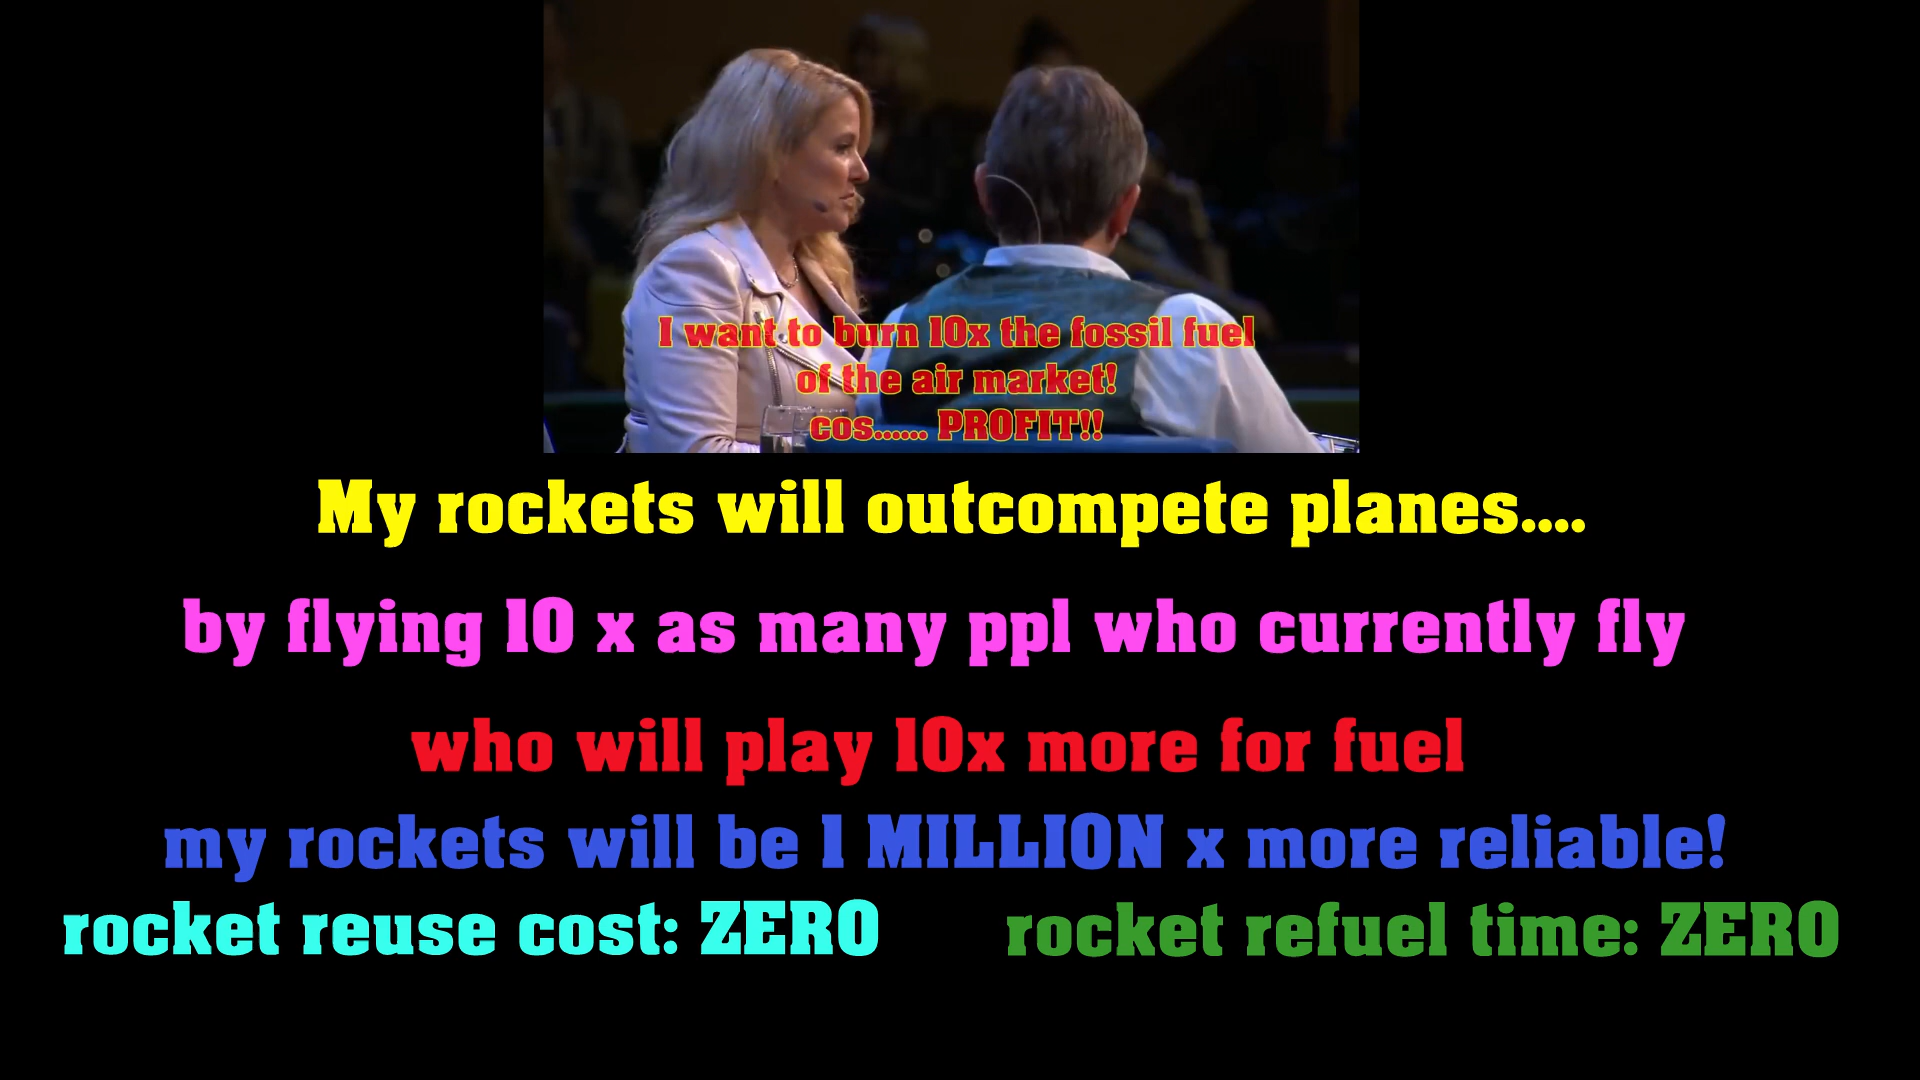 I want to burn 10x the fossil fuel
of the air market!
cos...... PROFIT!!
My rockets will outcompete planes....
by flying 10 x as many ppl who currently fly
who will play 10x more for fuel
my rockets will be 1 MILLION x more reliable!
rocket reuse cost: ZERO
rocket refuel time: ZERO